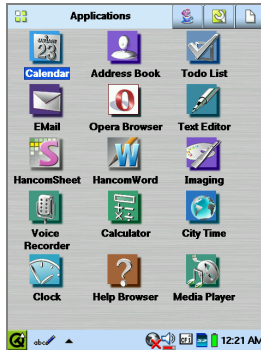 Applications
23
Calendar
Address Book
Todo List
EMail
Opera Browser
Text Editor
HancomSheet
HancomWord
Imaging
Voice
Recorder
Calculator
City Time
Clock
Help Browser
Media Player
abc
CFI
12:21 AM